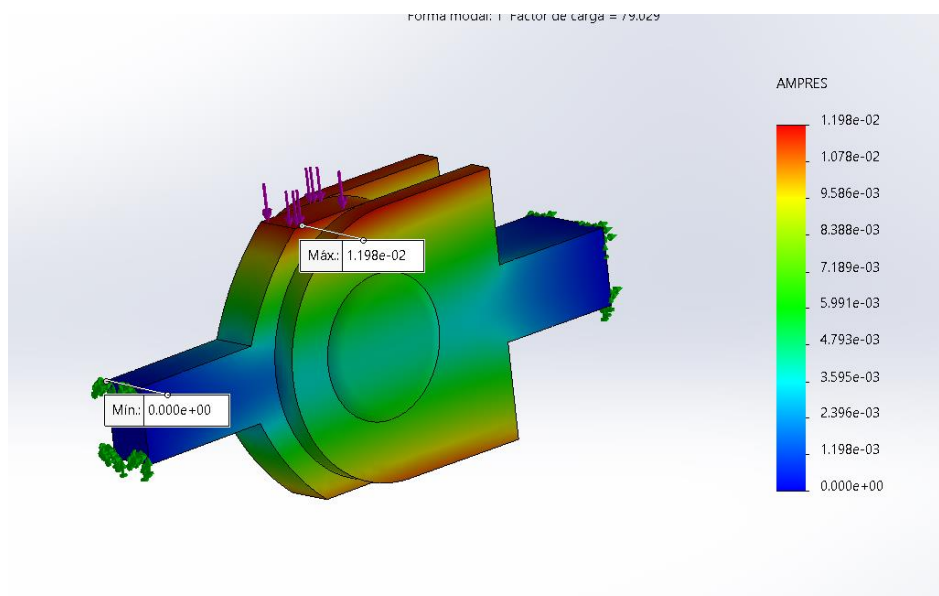 Forma modal: 1 Factor de carga = 79.029
AMPRES
1.198e-02
1.078e-02
9.586e-03
8.388e-03
7.189e-03
5.991e-03
4.793e-03
3.595e-03
2.396e-03
1.198e-03
0.000e+00
Máx.: 1.198e-02
Mín.: 0.000e+00